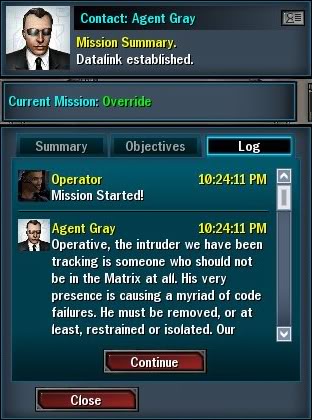 Contact: Agent Gray
Mission Summary.
Datalink established.
Current Mission: Override
Summary Objectives Log
Operator 10:24:11 PM
Mission Started!
Agent Gray 10:24:11 PM
Operative, the intruder we have been
tracking is someone who should not
be in the Matrix at all. His very
presence is causing a myriad of code
failures. He must be removed, or at
least, restrained or isolated. Our
Continue
Close